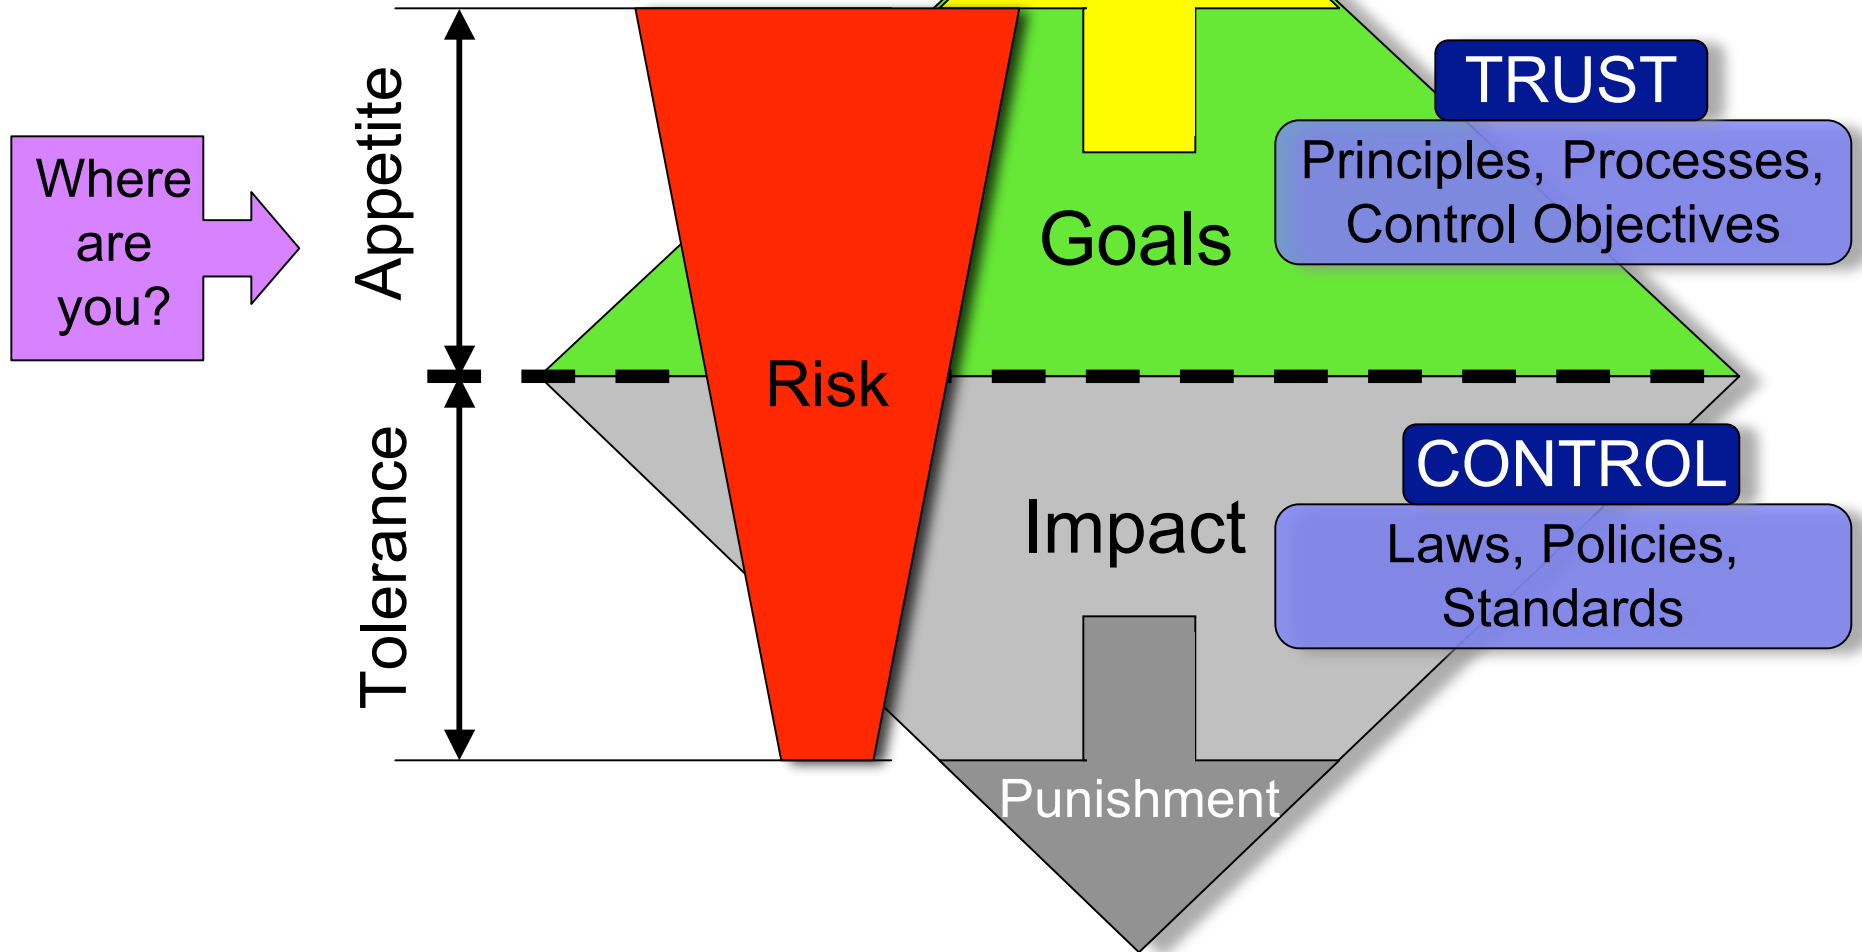 Where
are
you?
Appetite
Tolerance
Risk
Goals
Impact
Punishment
TRUST
Principles, Processes,
Control Objectives
CONTROL
Laws, Policies,
Standards